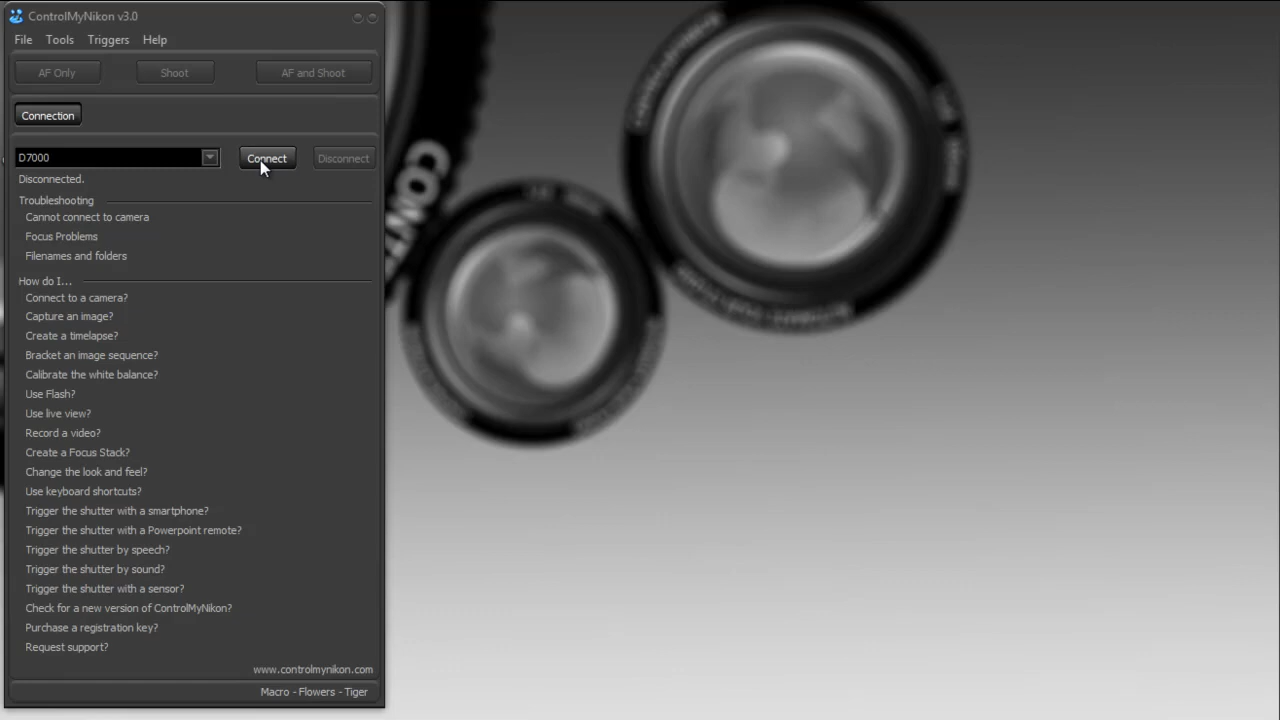 ControlMyNikon v3.0
File Tools Triggers Help
AF Only Shoot AF and Shoot
Connection
D7000 Connect Disconnect
Disconnected.
Troubleshooting
Cannot connect to camera
Focus Problems
Filenames and folders
How do I...
Connect to a camera?
Capture an image?
Create a timelapse?
Bracket an image sequence?
Calibrate the white balance?
Use Flash?
Use live view?
Record a video?
Create a Focus Stack?
Change the look and feel?
Use keyboard shortcuts?
Trigger the shutter with a smartphone?
Trigger the shutter with a Powerpoint remote?
Trigger the shutter by speech?
Trigger the shutter by sound?
Trigger the shutter with a sensor?
Check for a new version of ControlMyNikon?
Purchase a registration key?
Request support?
www.controlmynikon.com
Macro - Flowers - Tiger
CONT